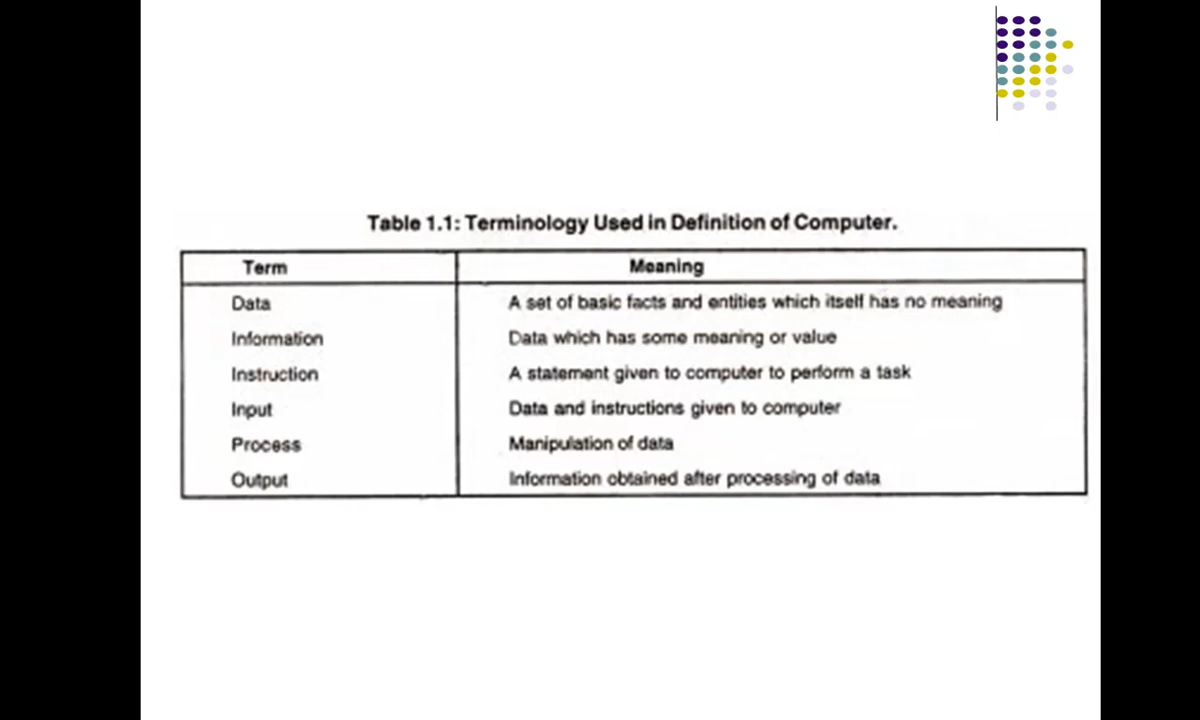 Table 1.1: Terminology Used in Definition of Computer.
Term Meaning
Data A set of basic facts and entities which itself has no meaning
Information Data which has some meaning or value
Instruction A statement given to computer to perform a task
Input Data and instructions given to computer
Process Manipulation of data
Output Information obtained after processing of data